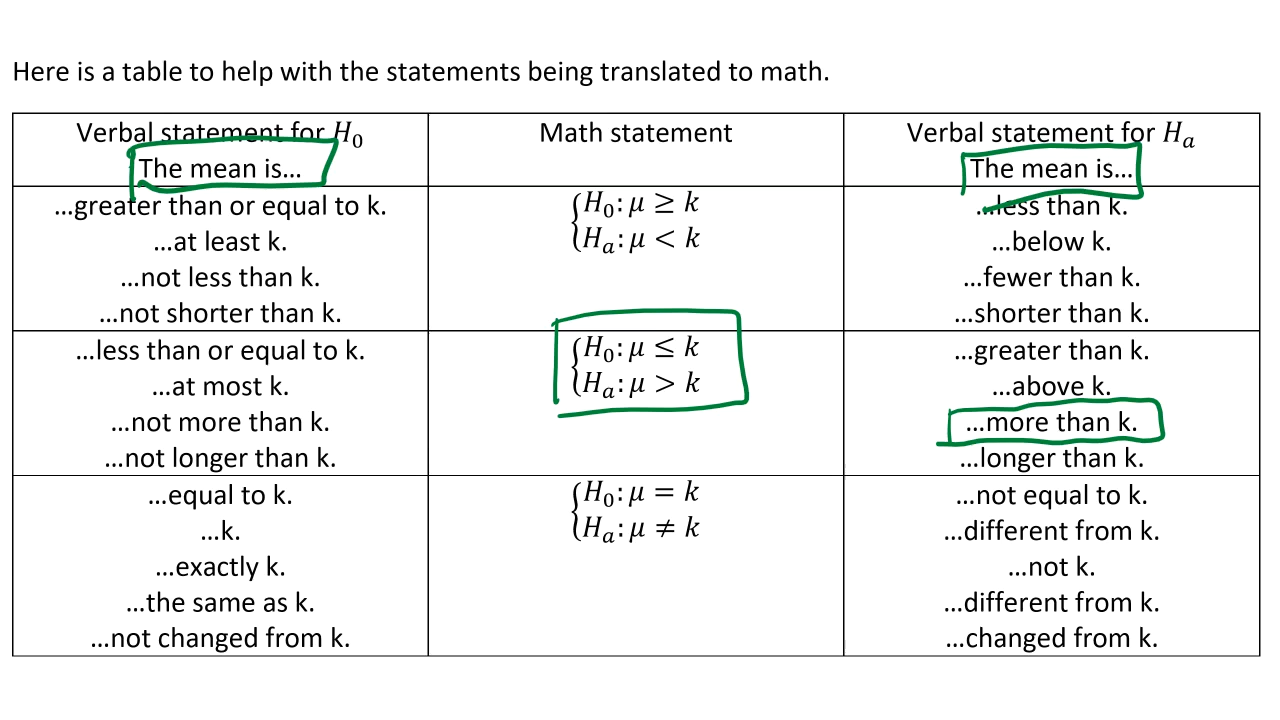 Here is a table to help with the statements being translated to math.
Verbal statement for H₀
The mean is...
Math statement
Verbal statement for Hₐ
The mean is...
...greater than or equal to k.
...at least k.
...not less than k.
...not shorter than k.
H₀: μ ≥ k
Hₐ: μ < k
...less than k.
...below k.
...fewer than k.
...shorter than k.
...less than or equal to k.
...at most k.
...not more than k.
...not longer than k.
H₀: μ ≤ k
Hₐ: μ > k
...greater than k.
...above k.
...more than k.
...longer than k.
...equal to k.
...k.
...exactly k.
...the same as k.
...not changed from k.
H₀: μ = k
Hₐ: μ ≠ k
...not equal to k.
...different from k.
...not k.
...different from k.
...changed from k.